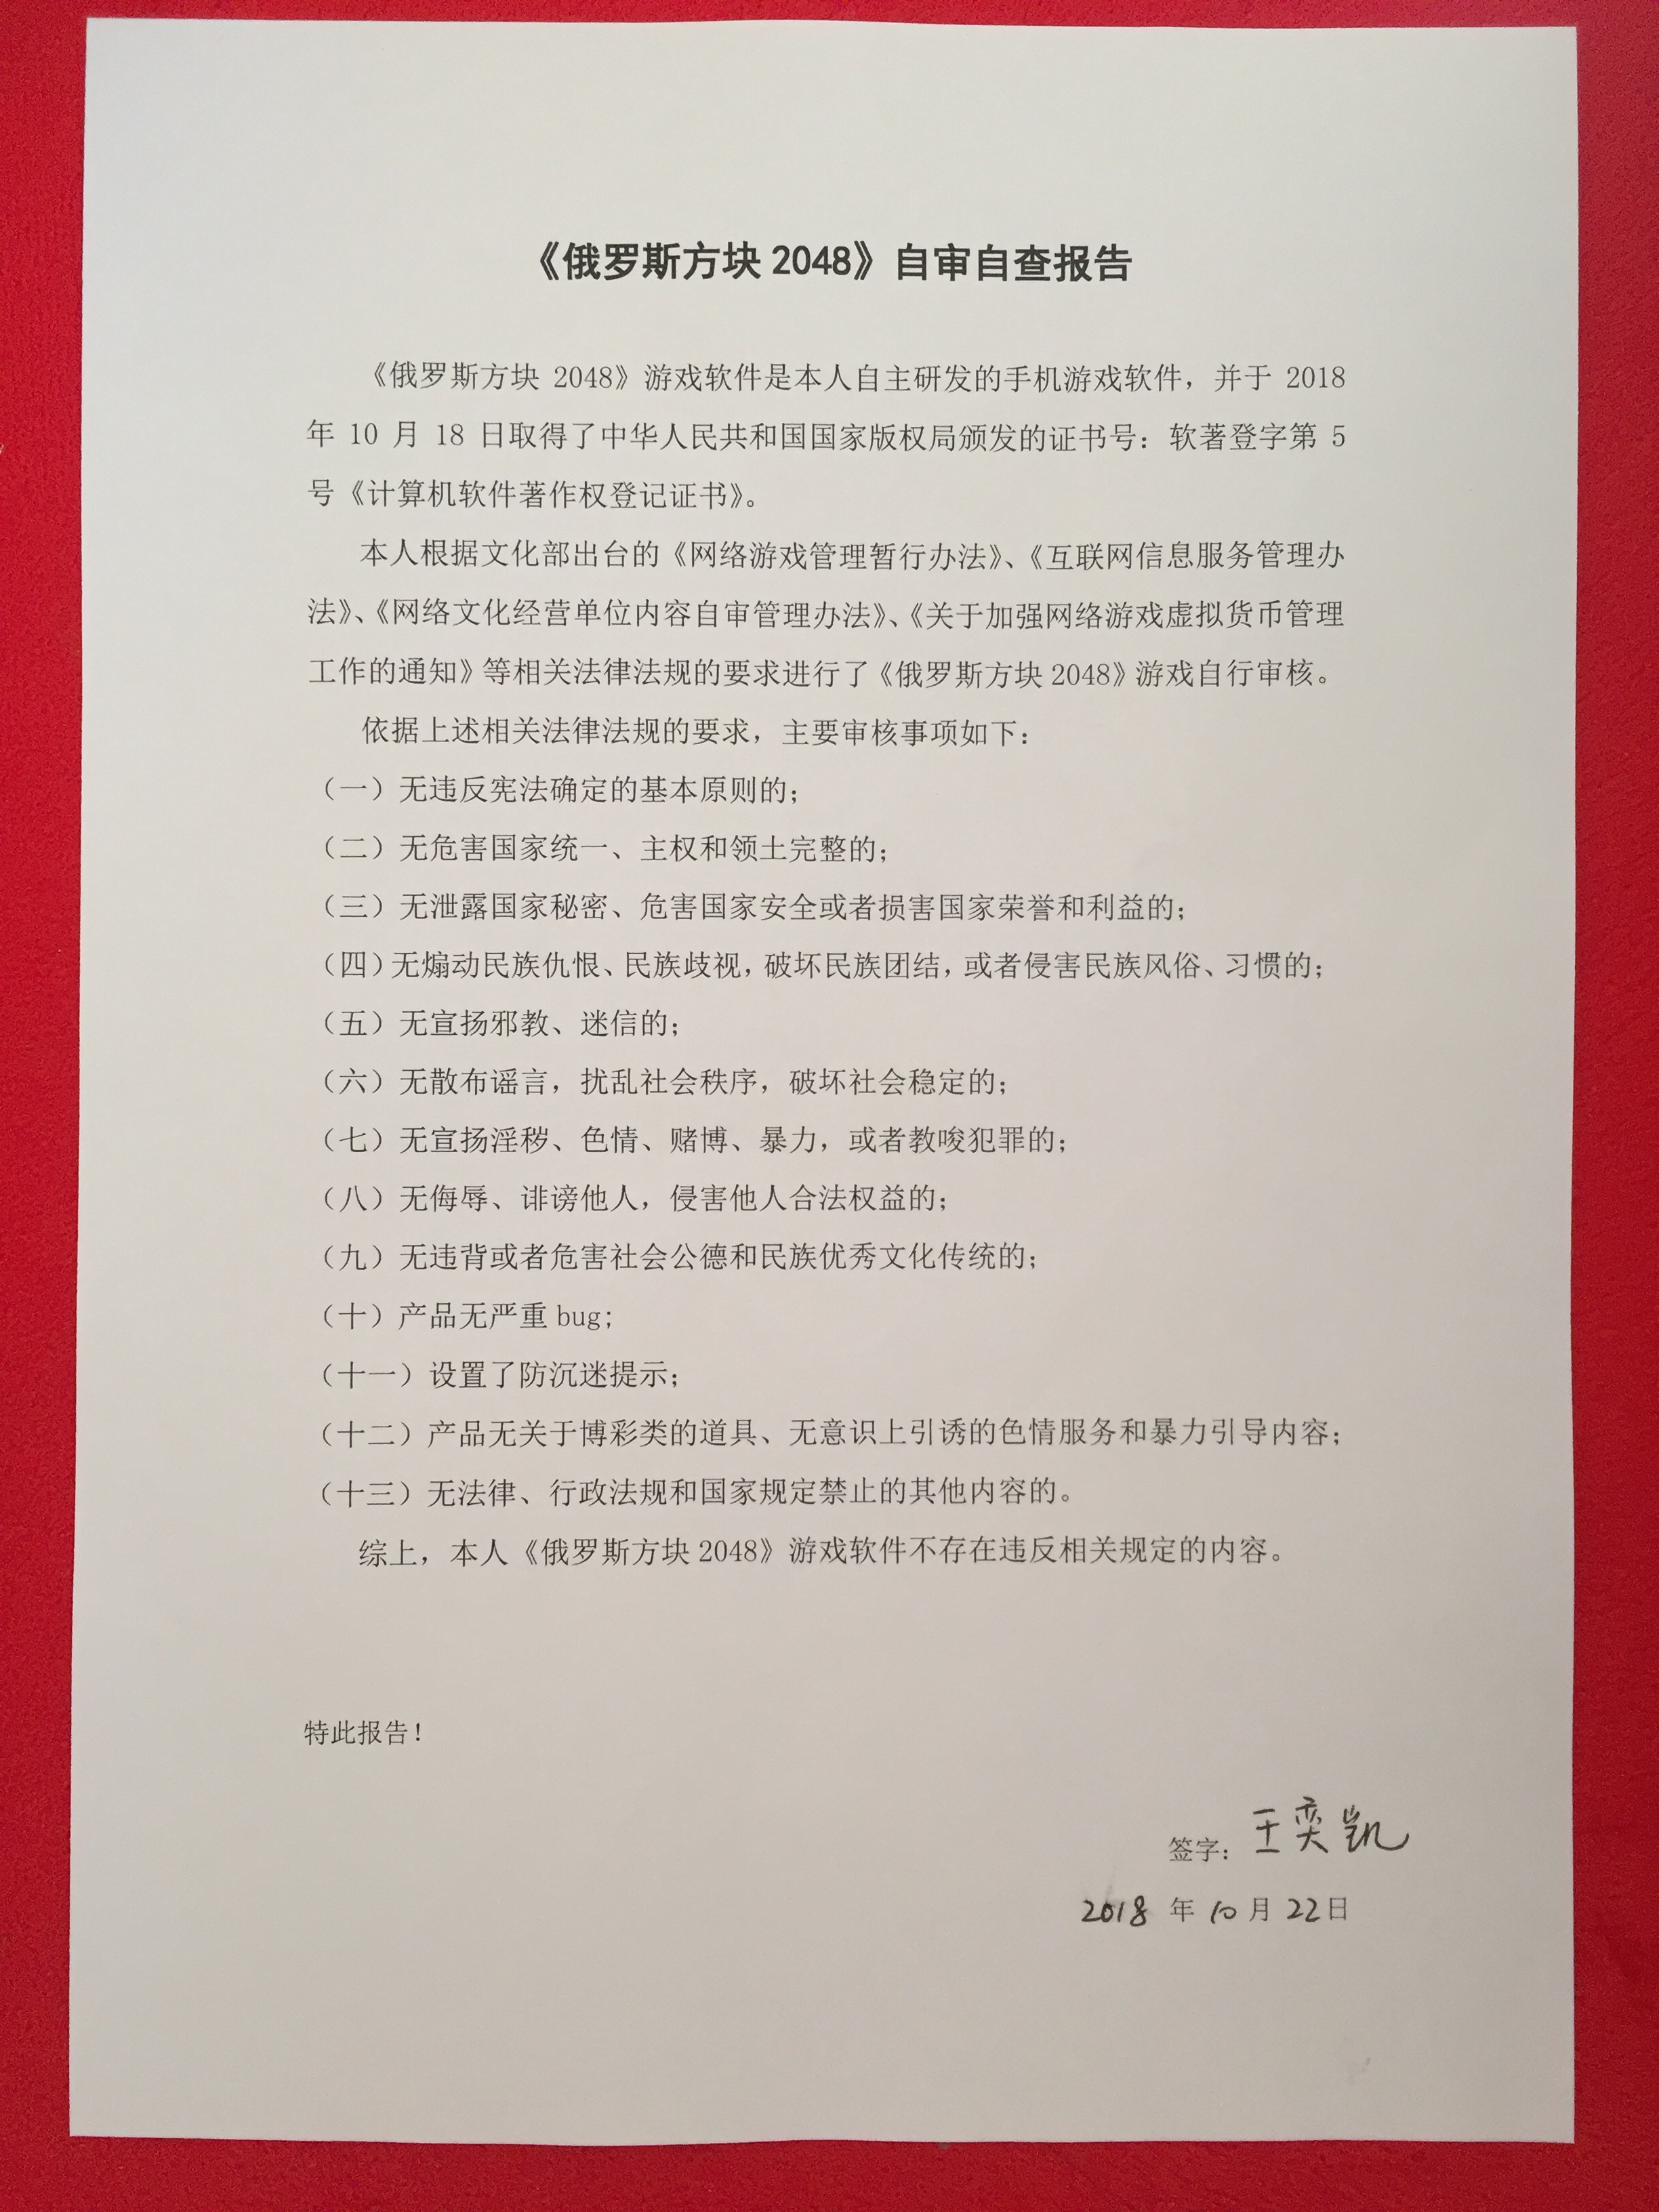 《俄罗斯方块 2048》自审自查报告
《俄罗斯方块 2048》游戏软件是本人自主研发的手机游戏软件，并于 2018
年 10 月 18 日取得了中华人民共和国国家版权局颁发的证书号：软著登字第 5
号《计算机软件著作权登记证书》。
本人根据文化部出台的《网络游戏管理暂行办法》、《互联网信息服务管理办
法》、《网络文化经营单位内容自审管理办法》、《关于加强网络游戏虚拟货币管理
工作的通知》等相关法律法规的要求进行了《俄罗斯方块 2048》游戏自行审核。
依据上述相关法律法规的要求，主要审核事项如下：
（一）无违反宪法确定的基本原则的；
（二）无危害国家统一、主权和领土完整的；
（三）无泄露国家秘密、危害国家安全或者损害国家荣誉和利益的；
（四）无煽动民族仇恨、民族歧视，破坏民族团结，或者侵害民族风俗、习惯的；
（五）无宣扬邪教、迷信的；
（六）无散布谣言，扰乱社会秩序，破坏社会稳定的；
（七）无宣扬淫秽、色情、赌博、暴力，或者教唆犯罪的；
（八）无侮辱、诽谤他人，侵害他人合法权益的；
（九）无违背或者危害社会公德和民族优秀文化传统的；
（十）产品无严重 bug；
（十一）设置了防沉迷提示；
（十二）产品无关于博彩类的道具、无意识上引诱的色情服务和暴力引导内容；
（十三）无法律、行政法规和国家规定禁止的其他内容的。
综上，本人《俄罗斯方块 2048》游戏软件不存在违反相关规定的内容。
特此报告！
签字：王奕凯
2018 年 10 月 22 日